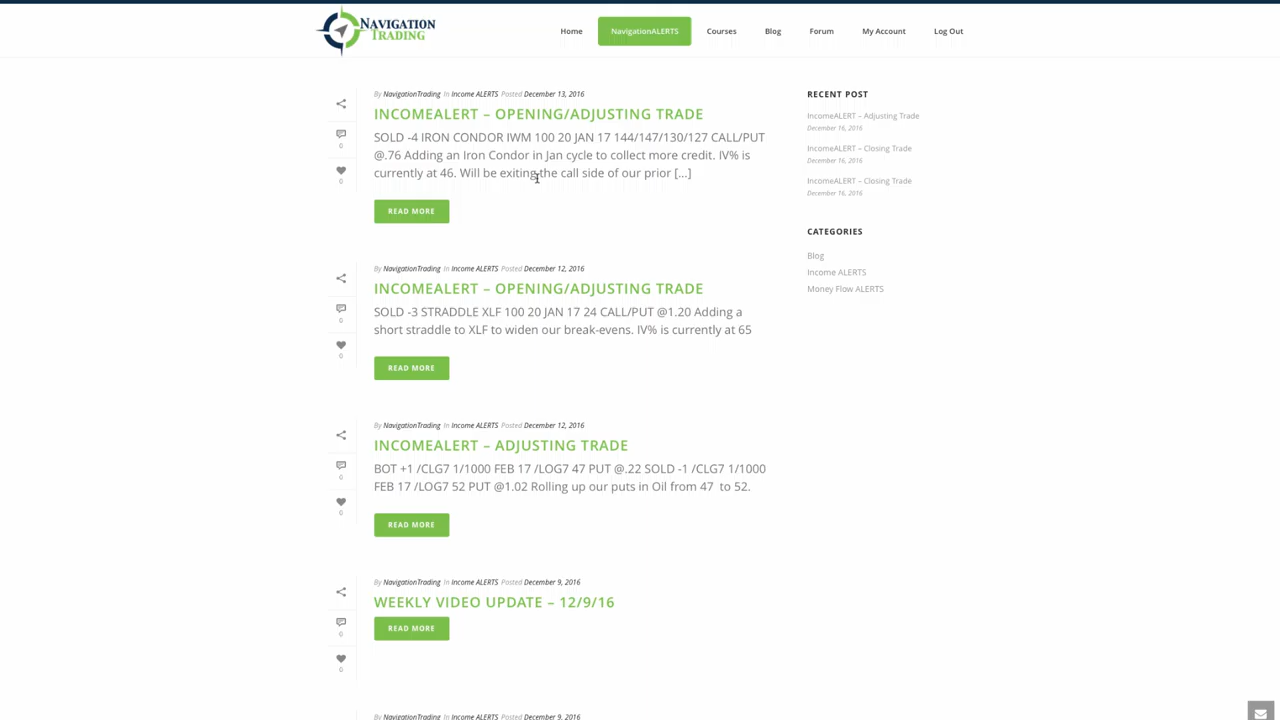 NAVIGATION
TRADING
Home
NavigationALERTS
Courses
Blog
Forum
My Account
Log Out
By NavigationTrading In Income ALERTS Posted December 13, 2016
INCOMEALERT – OPENING/ADJUSTING TRADE
SOLD -4 IRON CONDOR IWM 100 20 JAN 17 144/147/130/127 CALL/PUT
@.76 Adding an Iron Condor in Jan cycle to collect more credit. IV% is
currently at 46. Will be exiting the call side of our prior [...]
0
0
READ MORE
By NavigationTrading In Income ALERTS Posted December 12, 2016
INCOMEALERT – OPENING/ADJUSTING TRADE
SOLD -3 STRADDLE XLF 100 20 JAN 17 24 CALL/PUT @1.20 Adding a
short straddle to XLF to widen our break-evens. IV% is currently at 65
0
0
READ MORE
By NavigationTrading In Income ALERTS Posted December 12, 2016
INCOMEALERT – ADJUSTING TRADE
BOT +1 /CLG7 1/1000 FEB 17 /LOG7 47 PUT @.22 SOLD -1 /CLG7 1/1000
FEB 17 /LOG7 52 PUT @1.02 Rolling up our puts in Oil from 47 to 52.
0
0
READ MORE
By NavigationTrading In Income ALERTS Posted December 9, 2016
WEEKLY VIDEO UPDATE – 12/9/16
0
0
READ MORE
December 9, 2016
RECENT POST
IncomeALERT – Adjusting Trade
December 16, 2016
IncomeALERT – Closing Trade
December 16, 2016
IncomeALERT – Closing Trade
December 16, 2016
CATEGORIES
Blog
Income ALERTS
Money Flow ALERTS